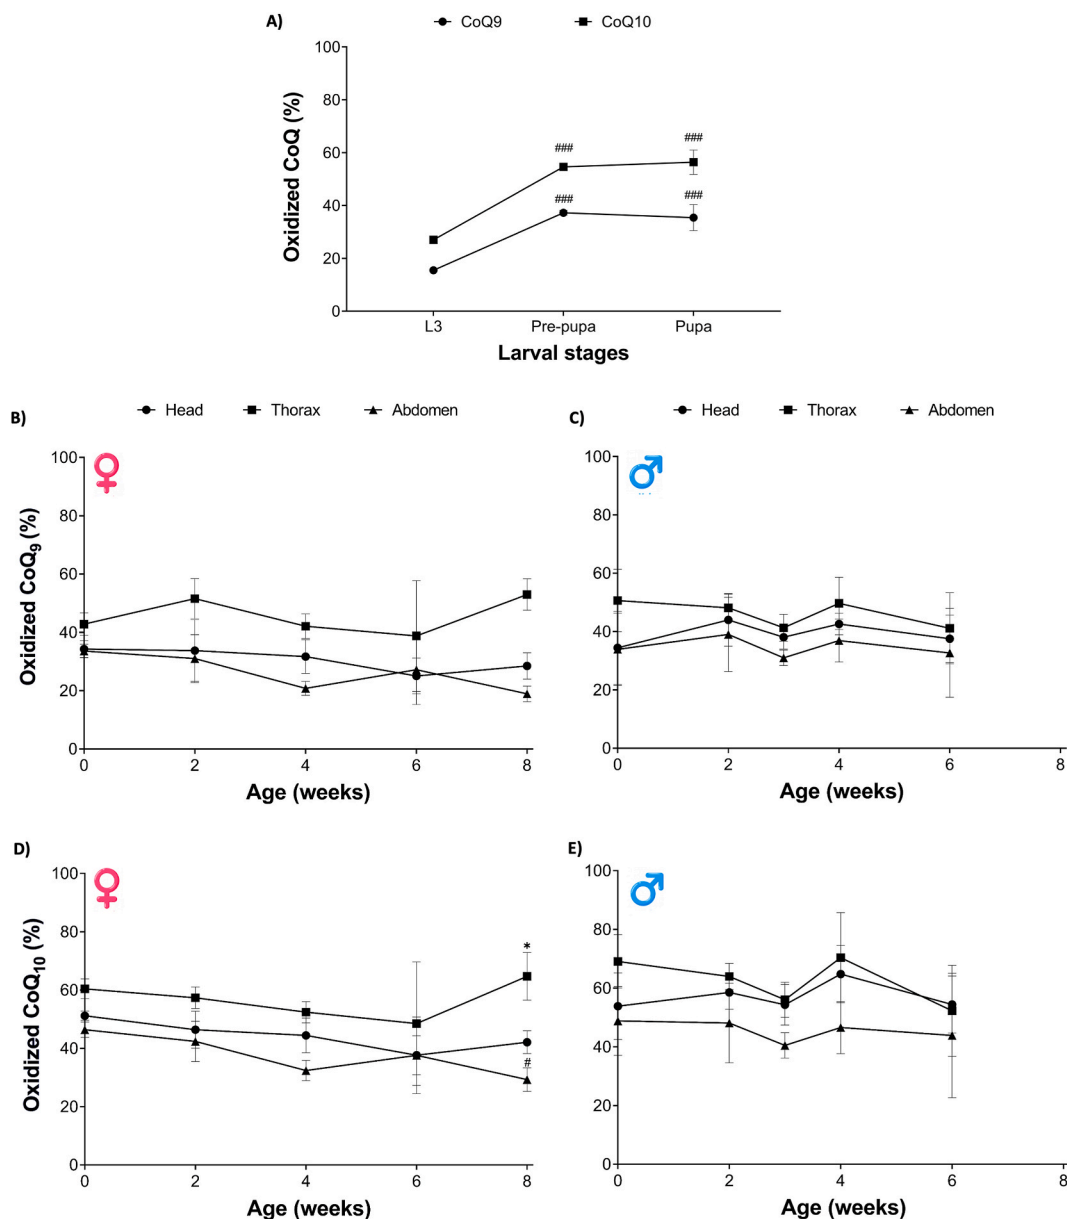 A)
CoQ9 CoQ10
100
80
60
40
20
0
Oxidized CoQ (%)
###
###
###
###
L3 Pre-pupa Pupa
Larval stages
B)
Head Thorax Abdomen
100
80
60
40
20
0
Oxidized CoQ9 (%)
0 2 4 6 8
Age (weeks)
C)
Head Thorax Abdomen
100
80
60
40
20
0
0 2 4 6 8
Age (weeks)
D)
100
80
60
40
20
0
Oxidized CoQ10 (%)
*
#
0 2 4 6 8
Age (weeks)
E)
100
80
60
40
20
0
0 2 4 6 8
Age (weeks)